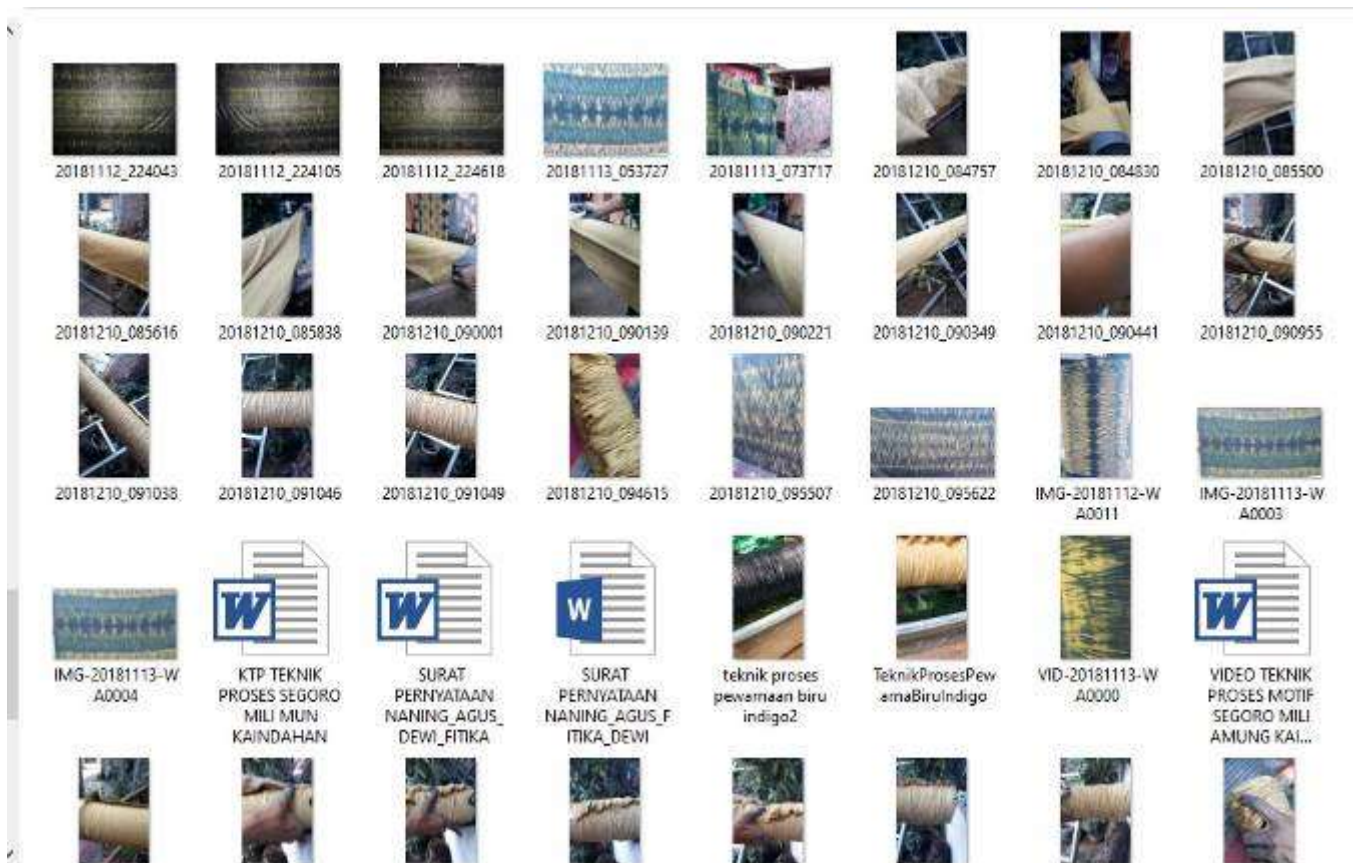 20181112_224043
20181112_224105
20181112_224618
20181113_053727
20181113_073717
20181210_084757
20181210_084830
20181210_085500
20181210_085616
20181210_085838
20181210_090001
20181210_090139
20181210_090221
20181210_090349
20181210_090441
20181210_090955
20181210_091038
20181210_091046
20181210_091049
20181210_094615
20181210_095507
20181210_095622
IMG-20181112-W
A0011
IMG-20181113-W
A0003
IMG-20181113-W
A0004
KTP TEKNIK
PROSES SEGORO
MILI MUN
KAINDAHAN
SURAT
PERNYATAAN
NANING_AGUS_
DEWI_FITIKA
SURAT
PERNYATAAN
NANING_AGUS_F
ITIKA_DEWI
teknik proses
pewarnaan biru
indigo2
TeknikProsesPew
arnaBiruIndigo
VID-20181113-W
A0000
VIDEO TEKNIK
PROSES MOTIF
SEGORO MILI
AMUNG KAI...